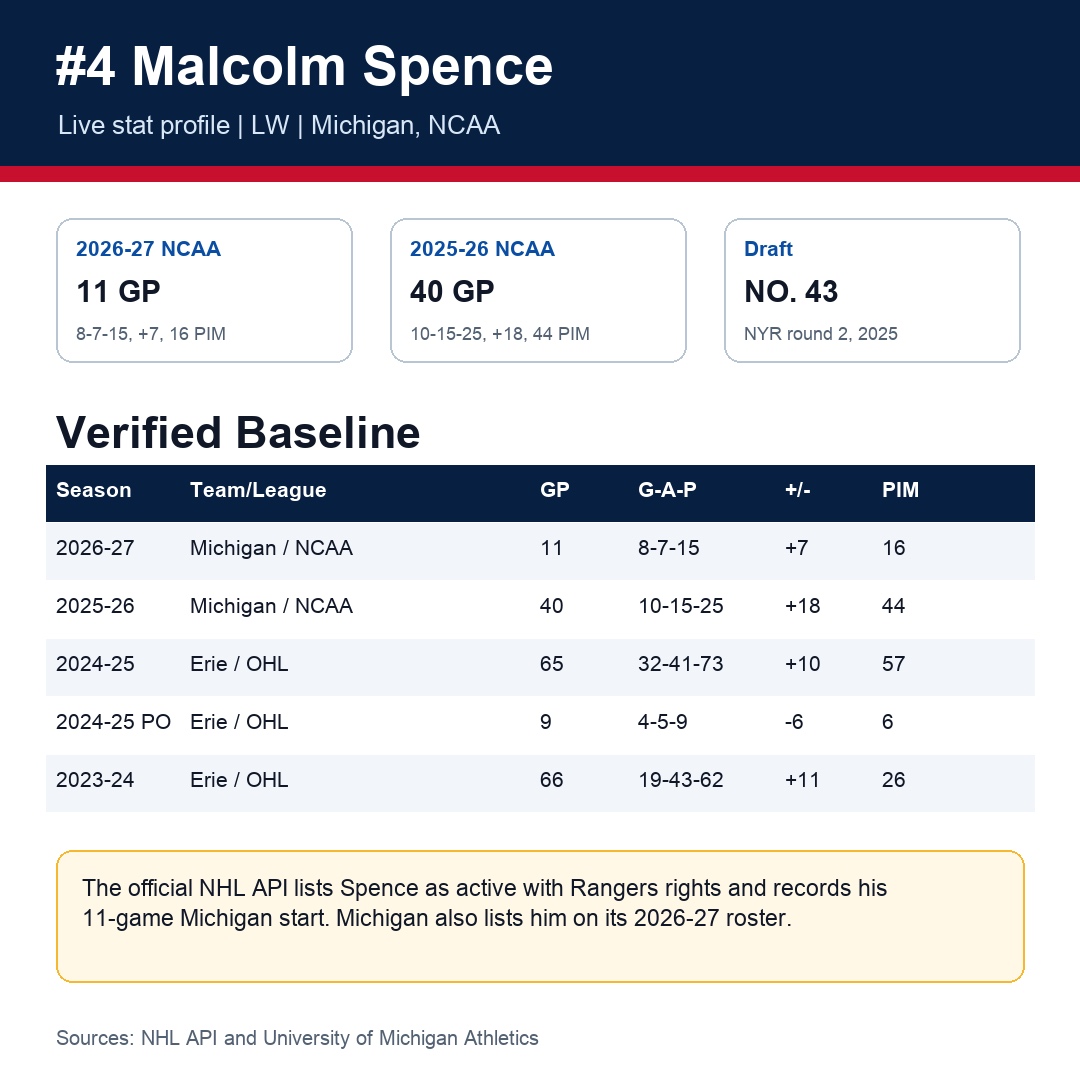 #4 Malcolm Spence
Live stat profile | LW | Michigan, NCAA
2026-27 NCAA
11 GP
8-7-15, +7, 16 PIM
2025-26 NCAA
40 GP
10-15-25, +18, 44 PIM
Draft
NO. 43
NYR round 2, 2025
Verified Baseline
Season Team/League GP G-A-P +/- PIM
2026-27 Michigan / NCAA 11 8-7-15 +7 16
2025-26 Michigan / NCAA 40 10-15-25 +18 44
2024-25 Erie / OHL 65 32-41-73 +10 57
2024-25 PO Erie / OHL 9 4-5-9 -6 6
2023-24 Erie / OHL 66 19-43-62 +11 26
The official NHL API lists Spence as active with Rangers rights and records his
11-game Michigan start. Michigan also lists him on its 2026-27 roster.
Sources: NHL API and University of Michigan Athletics